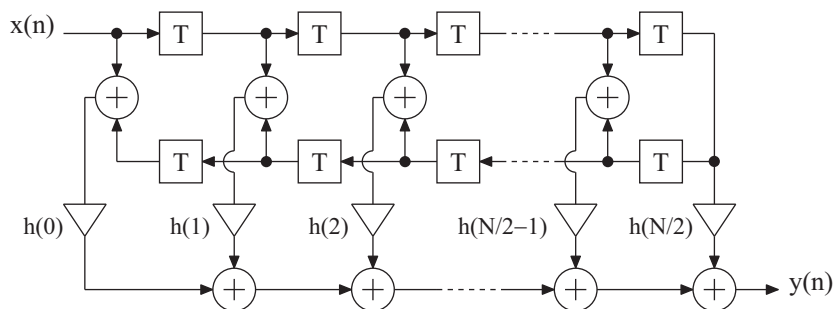 x(n) T T T T
+ + + +
T T T T
h(0) h(1) h(2) h(N/2−1) h(N/2)
+ + + + y(n)